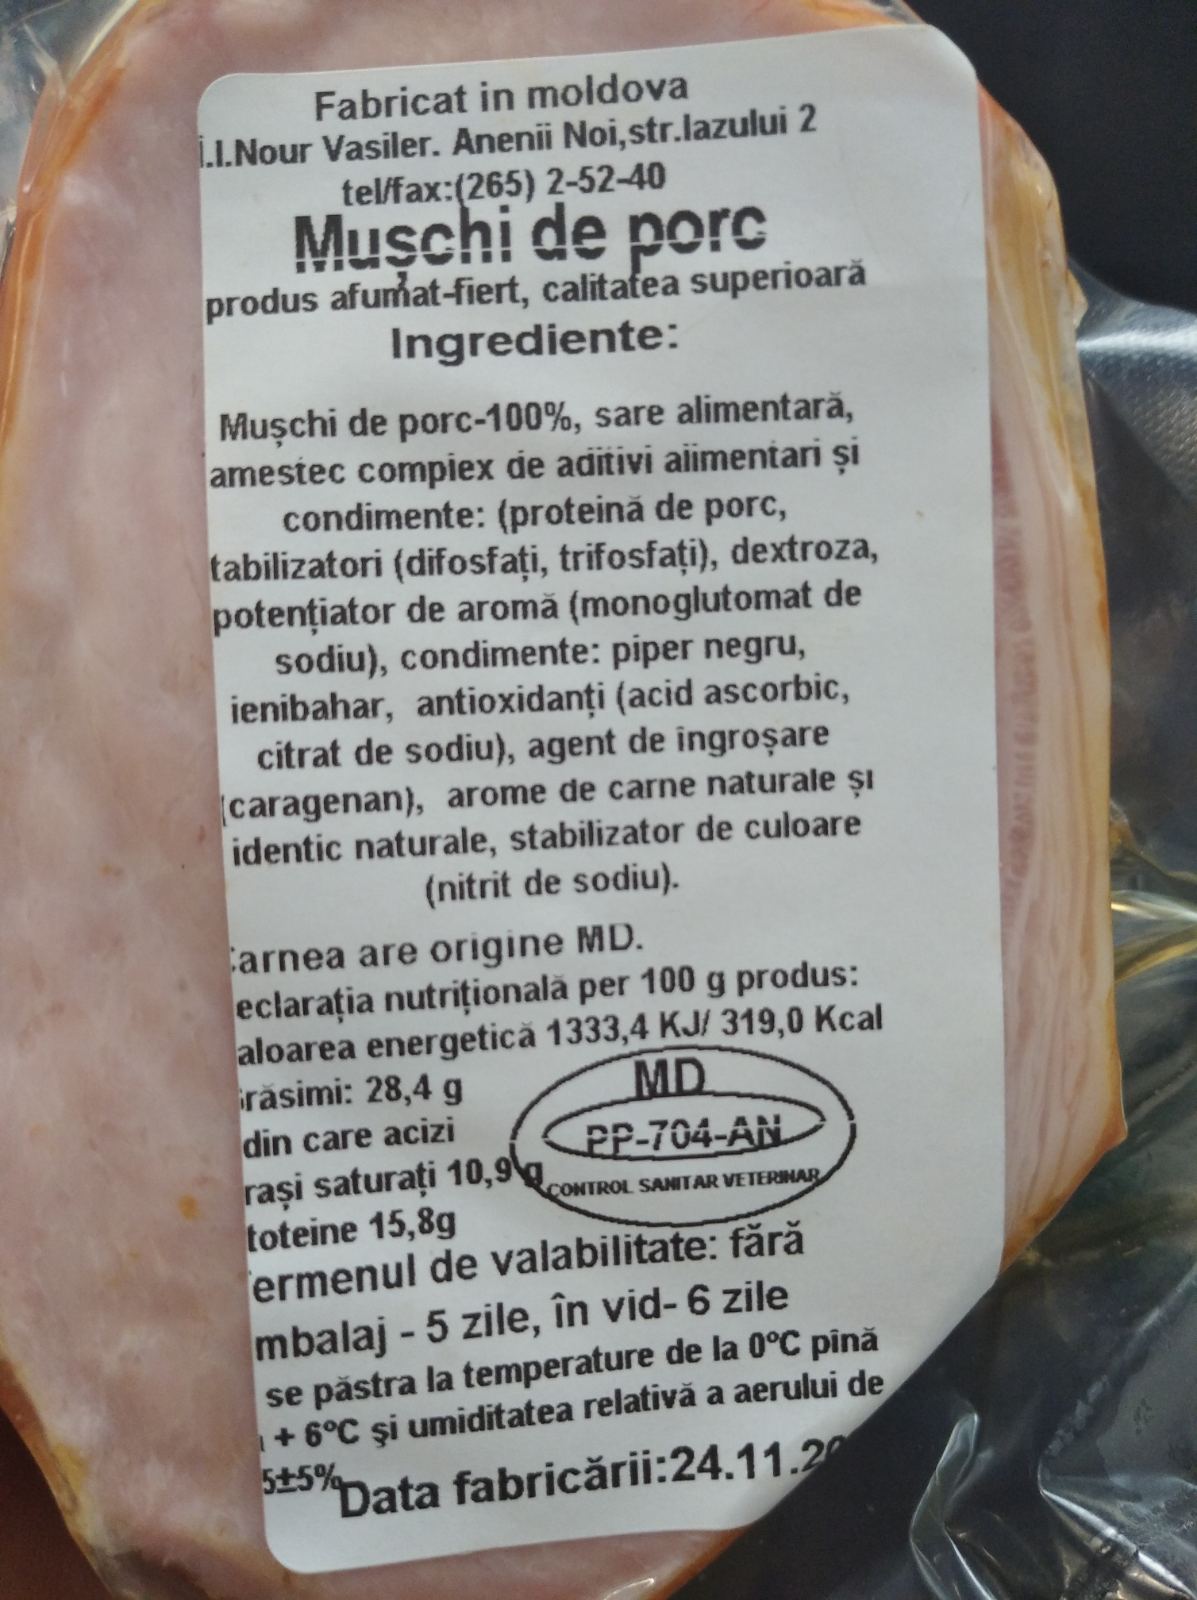 Fabricat in moldova
Î.I.Nour Vasiler. Anenii Noi,str.Iazului 2
tel/fax:(265) 2-52-40
Mușchi de porc
produs afumat-fiert, calitatea superioară
Ingrediente:
Mușchi de porc-100%, sare alimentară,
amestec complex de aditivi alimentari și
condimente: (proteină de porc,
tabilizatori (difosfați, trifosfați), dextroza,
potențiator de aromă (monoglutomat de
sodiu), condimente: piper negru,
ienibahar, antioxidanți (acid ascorbic,
citrat de sodiu), agent de îngroșare
(caragenan), arome de carne naturale și
identic naturale, stabilizator de culoare
(nitrit de sodiu).
arnea are origine MD.
eclarația nutrițională per 100 g produs:
aloarea energetică 1333,4 KJ/ 319,0 Kcal
răsimi: 28,4 g
din care acizi
rași saturați 10,9 g
toteine 15,8g
MD
PP-704-AN
CONTROL SANITAR VETERINAR
ermenul de valabilitate: fără
mbalaj - 5 zile, în vid- 6 zile
se păstra la temperature de la 0°C pînă
+ 6°C şi umiditatea relativă a aerului de
5±5%
Data fabricării:24.11.20